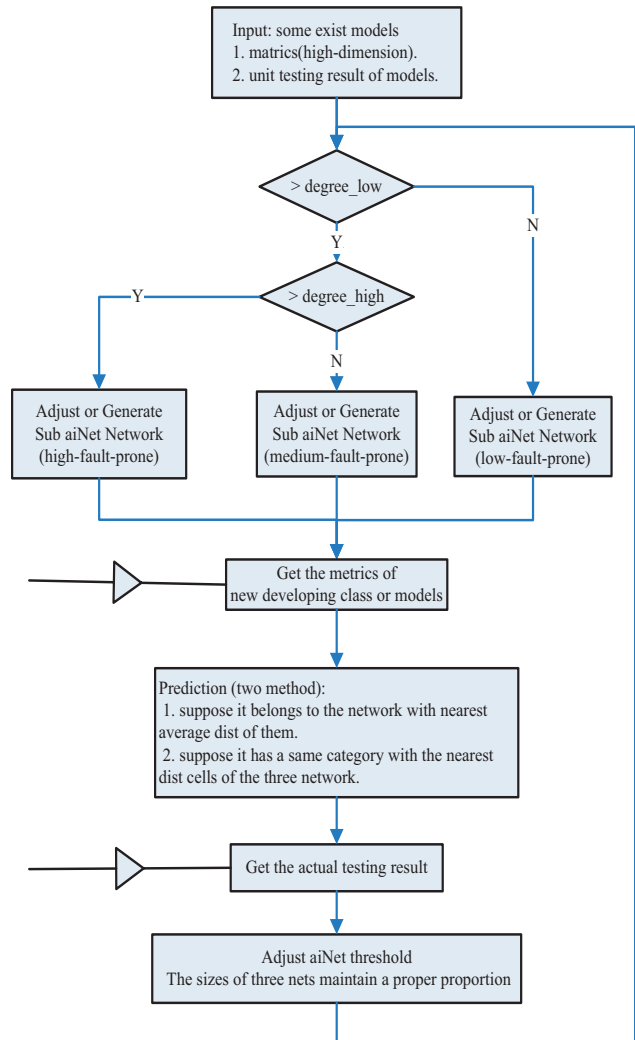 Input: some exist models
1. matrics(high-dimension).
2. unit testing result of models.
> degree_low
N
Y
> degree_high
Y
N
Adjust or Generate
Sub aiNet Network
(high-fault-prone)
Adjust or Generate
Sub aiNet Network
(medium-fault-prone)
Adjust or Generate
Sub aiNet Network
(low-fault-prone)
Get the metrics of
new developing class or models
Prediction (two method):
1. suppose it belongs to the network with nearest
average dist of them.
2. suppose it has a same category with the nearest
dist cells of the three network.
Get the actual testing result
Adjust aiNet threshold
The sizes of three nets maintain a proper proportion